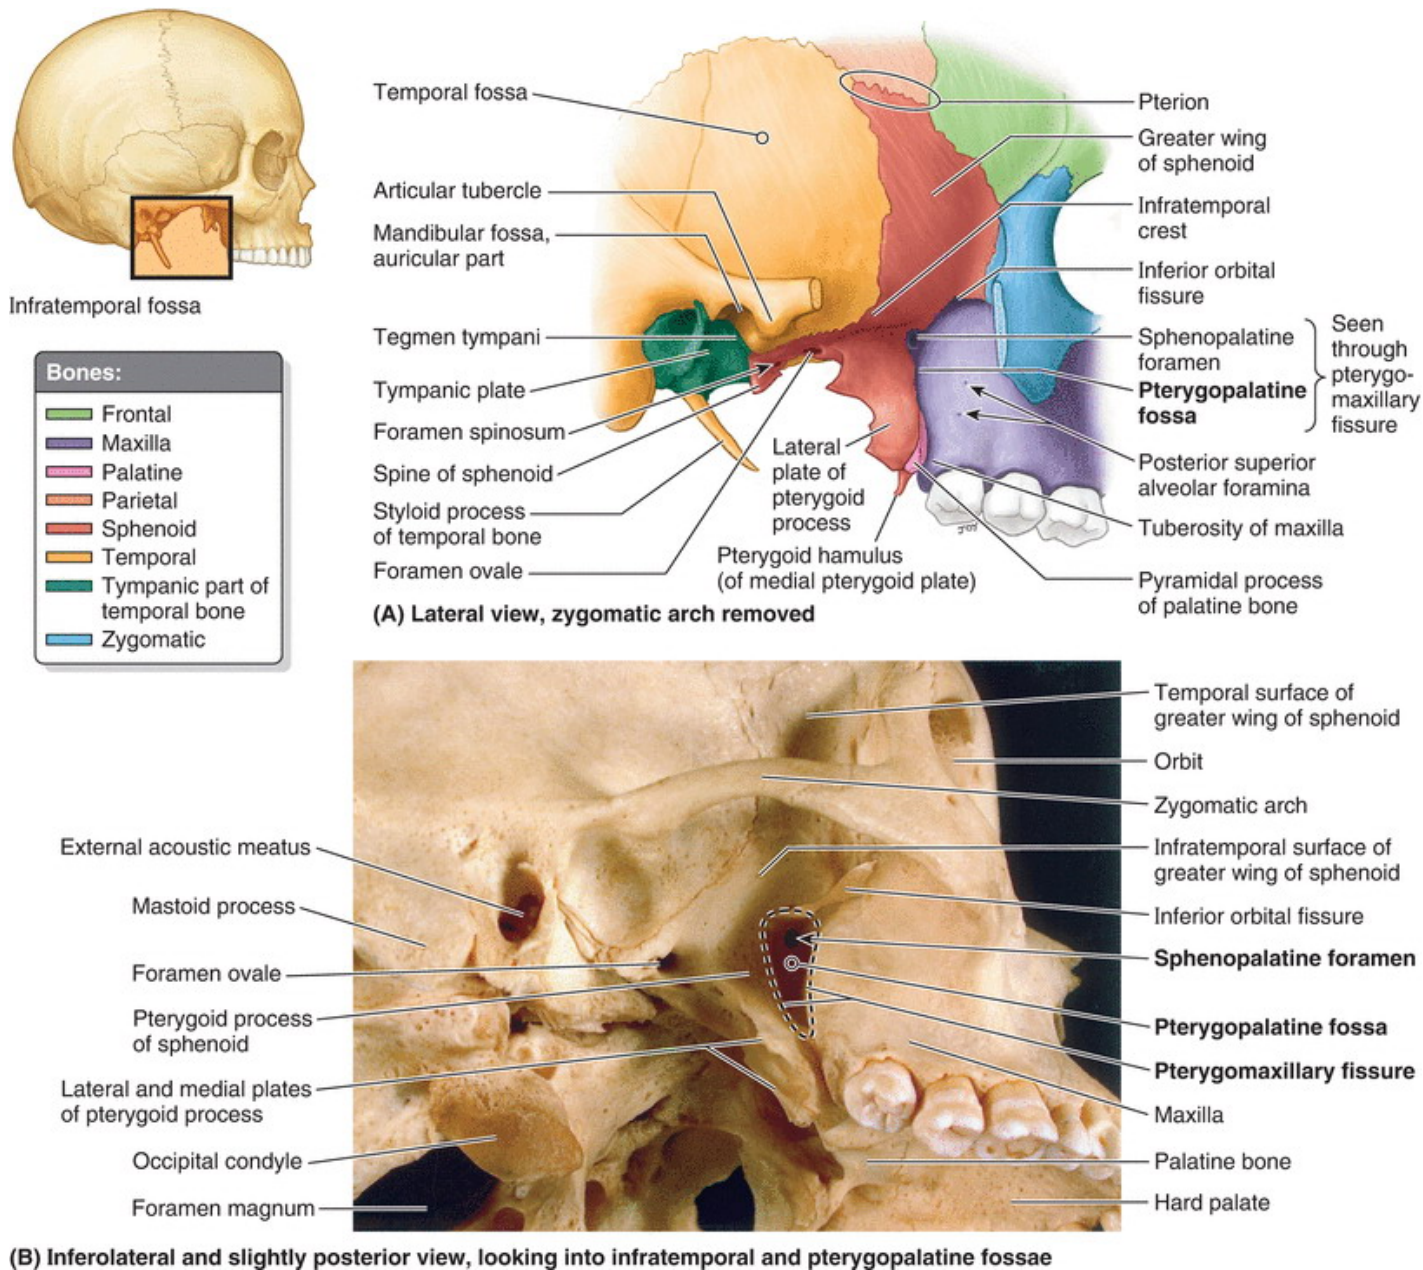 Infratemporal fossa
Bones:
Frontal
Maxilla
Palatine
Parietal
Sphenoid
Temporal
Tympanic part of
temporal bone
Zygomatic
Temporal fossa
Articular tubercle
Mandibular fossa,
auricular part
Tegmen tympani
Tympanic plate
Foramen spinosum
Spine of sphenoid
Styloid process
of temporal bone
Foramen ovale
Lateral
plate of
pterygoid
process
Pterygoid hamulus
(of medial pterygoid plate)
Pterion
Greater wing
of sphenoid
Infratemporal
crest
Inferior orbital
fissure
Sphenopalatine
foramen
Pterygopalatine
fossa
Seen
through
pterygo-
maxillary
fissure
Posterior superior
alveolar foramina
Tuberosity of maxilla
Pyramidal process
of palatine bone
(A) Lateral view, zygomatic arch removed
External acoustic meatus
Mastoid process
Foramen ovale
Pterygoid process
of sphenoid
Lateral and medial plates
of pterygoid process
Occipital condyle
Foramen magnum
Temporal surface of
greater wing of sphenoid
Orbit
Zygomatic arch
Infratemporal surface of
greater wing of sphenoid
Inferior orbital fissure
Sphenopalatine foramen
Pterygopalatine fossa
Pterygomaxillary fissure
Maxilla
Palatine bone
Hard palate
(B) Inferolateral and slightly posterior view, looking into infratemporal and pterygopalatine fossae